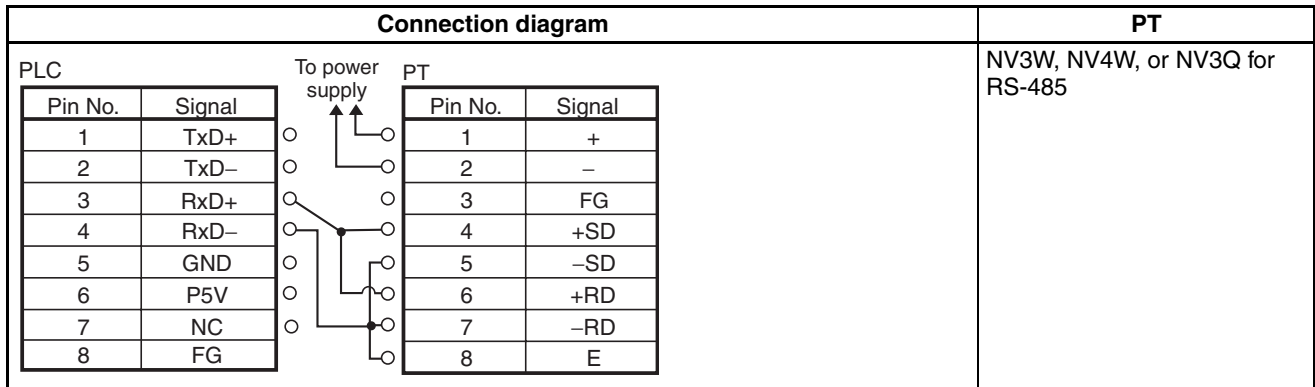 Connection diagram PT
PLC To power supply PT NV3W, NV4W, or NV3Q for
RS-485
Pin No. Signal Pin No. Signal
1 TxD+ 1 +
2 TxD− 2 −
3 RxD+ 3 FG
4 RxD− 4 +SD
5 GND 5 −SD
6 P5V 6 +RD
7 NC 7 −RD
8 FG 8 E